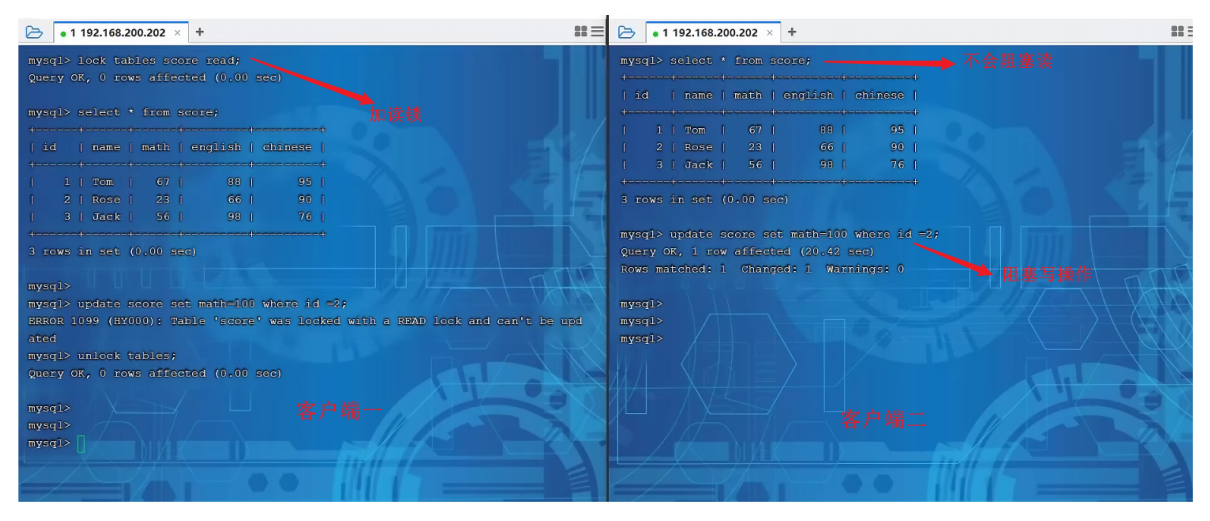 1 192.168.200.202 × +
mysql> lock tables score read;
Query OK, 0 rows affected (0.00 sec)
加读锁
mysql> select * from score;
+------+------+------+---------+---------+
| id | name | math | english | chinese |
+------+------+------+---------+---------+
| 1 | Tom | 67 | 88 | 95 |
| 2 | Rose | 23 | 66 | 90 |
| 3 | Jack | 56 | 98 | 76 |
+------+------+------+---------+---------+
3 rows in set (0.00 sec)
mysql>
mysql> update score set math=100 where id =2;
ERROR 1099 (HY000): Table 'score' was locked with a READ lock and can't be upd
ated
mysql> unlock tables;
Query OK, 0 rows affected (0.00 sec)
mysql>
mysql>
mysql>
客户端一
1 192.168.200.202 × +
mysql> select * from score;
不会阻塞读
+------+------+------+---------+---------+
| id | name | math | english | chinese |
+------+------+------+---------+---------+
| 1 | Tom | 67 | 88 | 95 |
| 2 | Rose | 23 | 66 | 90 |
| 3 | Jack | 56 | 98 | 76 |
+------+------+------+---------+---------+
3 rows in set (0.00 sec)
mysql> update score set math=100 where id =2;
Query OK, 1 row affected (20.42 sec)
Rows matched: 1 Changed: 1 Warnings: 0
阻塞写操作
mysql>
mysql>
mysql>
客户端二